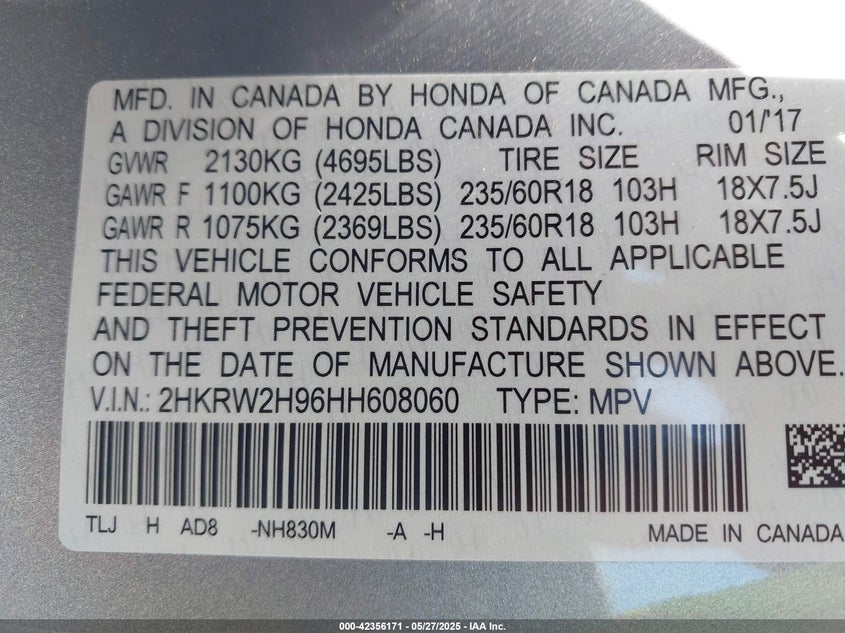 MFD. IN CANADA BY HONDA OF CANADA MFG.,
A DIVISION OF HONDA CANADA INC. 01/'17
GVWR 2130KG (4695LBS) TIRE SIZE RIM SIZE
GAWR F 1100KG (2425LBS) 235/60R18 103H 18X7.5J
GAWR R 1075KG (2369LBS) 235/60R18 103H 18X7.5J
THIS VEHICLE CONFORMS TO ALL APPLICABLE
FEDERAL MOTOR VEHICLE SAFETY
AND THEFT PREVENTION STANDARDS IN EFFECT
ON THE DATE OF MANUFACTURE SHOWN ABOVE.
V.I.N.: 2HKRW2H96HH608060 TYPE: MPV
TLJ H AD8 -NH830M -A -H MADE IN CANADA
000-42356171 — 05/27/2025 — IAA Inc.